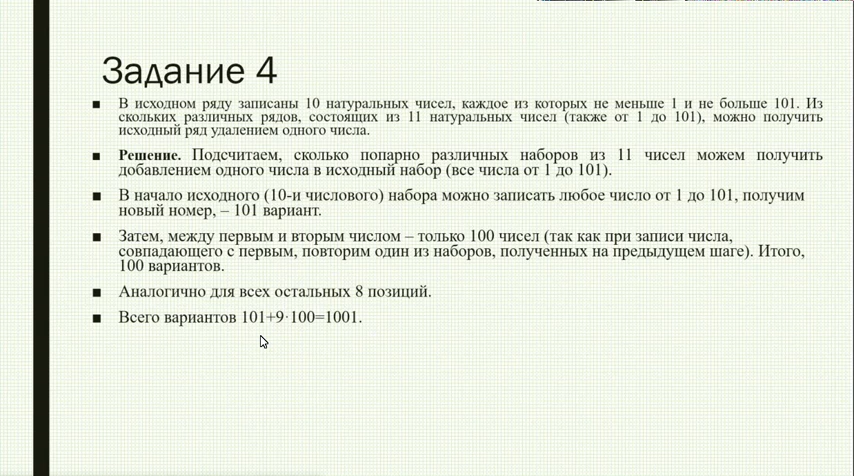 Задание 4
■ В исходном ряду записаны 10 натуральных чисел, каждое из которых не меньше 1 и не больше 101. Из
скольких различных рядов, состоящих из 11 натуральных чисел (также от 1 до 101), можно получить
исходный ряд удалением одного числа.
■ Решение. Подсчитаем, сколько попарно различных наборов из 11 чисел можем получить
добавлением одного числа в исходный набор (все числа от 1 до 101).
■ В начало исходного (10-и числового) набора можно записать любое число от 1 до 101, получим
новый номер, – 101 вариант.
■ Затем, между первым и вторым числом – только 100 чисел (так как при записи числа,
совпадающего с первым, повторим один из наборов, полученных на предыдущем шаге). Итого,
100 вариантов.
■ Аналогично для всех остальных 8 позиций.
■ Всего вариантов 101+9·100=1001.